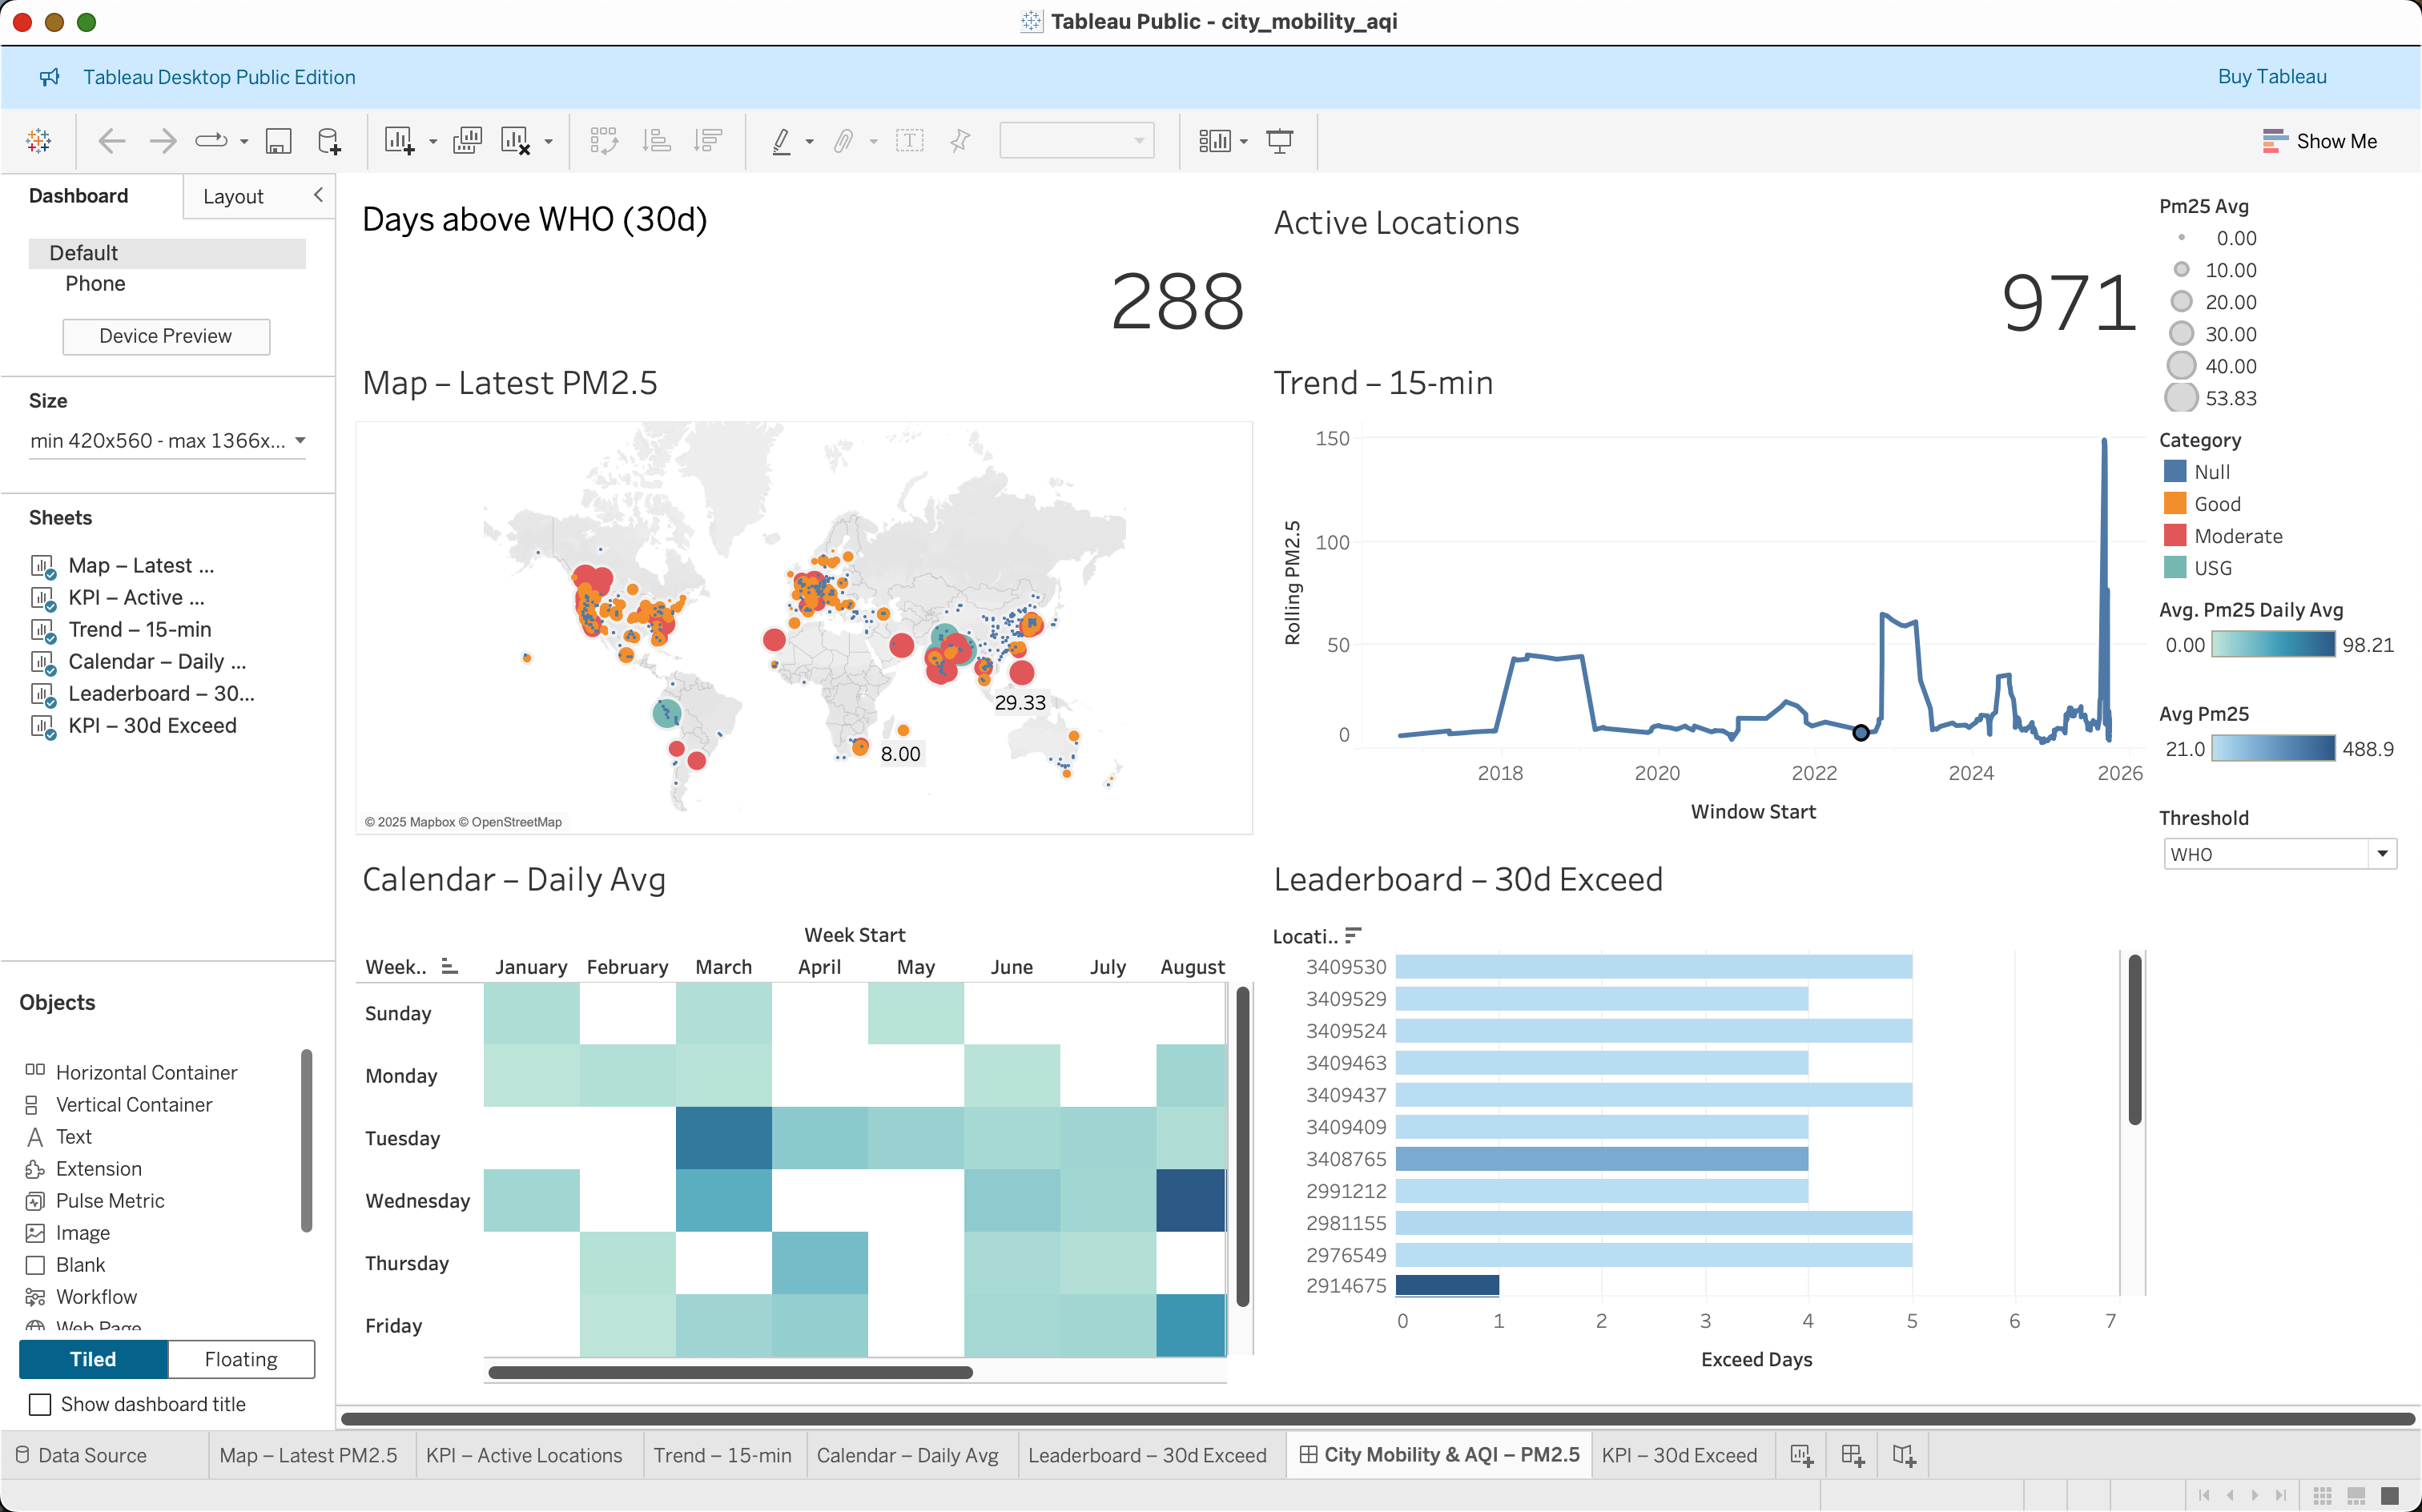 Tableau Public - city_mobility_aqi
Tableau Desktop Public Edition
Buy Tableau
Show Me
Dashboard
Layout
Default
Phone
Device Preview
Size
min 420x560 - max 1366x...
Sheets
Map – Latest ...
KPI – Active ...
Trend – 15-min
Calendar – Daily ...
Leaderboard – 30...
KPI – 30d Exceed
Objects
Horizontal Container
Vertical Container
Text
Extension
Pulse Metric
Image
Blank
Workflow
Web Page
Tiled
Floating
Show dashboard title
Days above WHO (30d)
288
Active Locations
971
Map – Latest PM2.5
29.33
8.00
© 2025 Mapbox © OpenStreetMap
Trend – 15-min
Rolling PM2.5
150
100
50
0
2018
2020
2022
2024
2026
Window Start
Calendar – Daily Avg
Week Start
Week..
January
February
March
April
May
June
July
August
Sunday
Monday
Tuesday
Wednesday
Thursday
Friday
Leaderboard – 30d Exceed
Locati..
3409530
3409529
3409524
3409463
3409437
3409409
3408765
2991212
2981155
2976549
2914675
0
1
2
3
4
5
6
7
Exceed Days
Pm25 Avg
0.00
10.00
20.00
30.00
40.00
53.83
Category
Null
Good
Moderate
USG
Avg. Pm25 Daily Avg
0.00
98.21
Avg Pm25
21.0
488.9
Threshold
WHO
Data Source
Map – Latest PM2.5
KPI – Active Locations
Trend – 15-min
Calendar – Daily Avg
Leaderboard – 30d Exceed
City Mobility & AQI – PM2.5
KPI – 30d Exceed